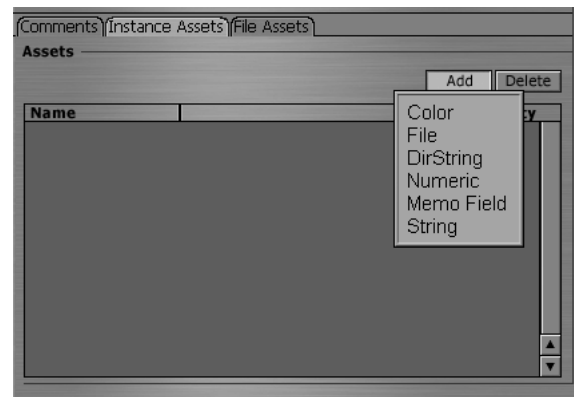 Comments Instance Assets File Assets
Assets
Add Delete
Name
Color
File
DirString
Numeric
Memo Field
String